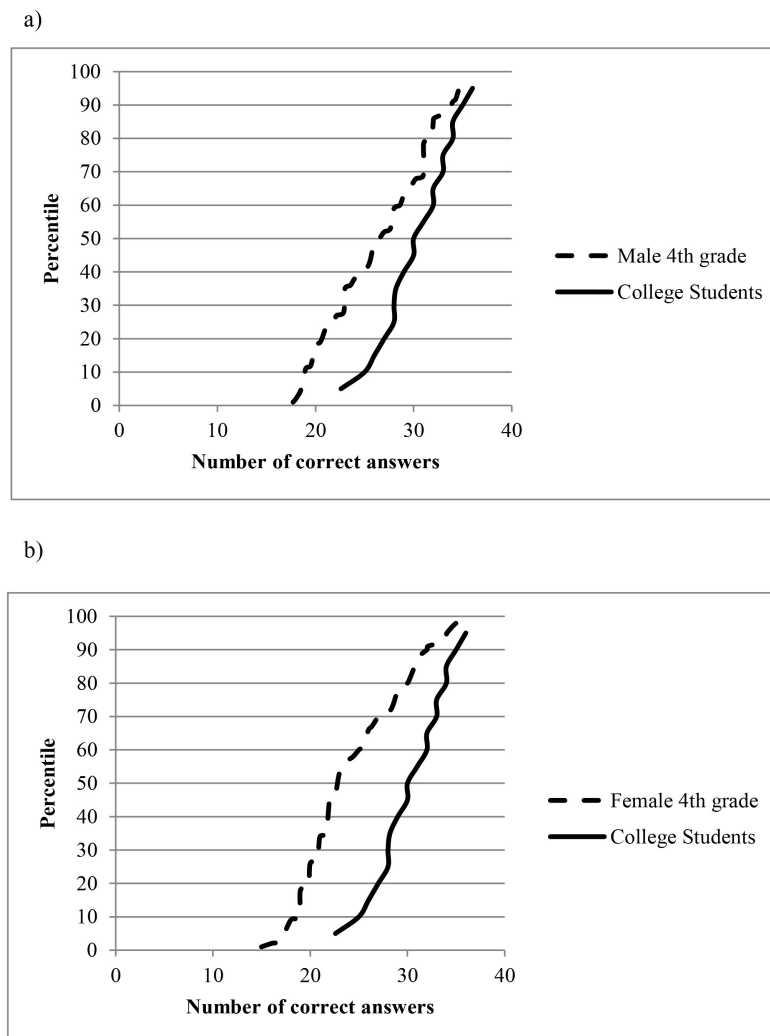 a)
100
90
80
70
60
50
40
30
20
10
0
Percentile
0 10 20 30 40
Number of correct answers
Male 4th grade
College Students
b)
100
90
80
70
60
50
40
30
20
10
0
Percentile
0 10 20 30 40
Number of correct answers
Female 4th grade
College Students